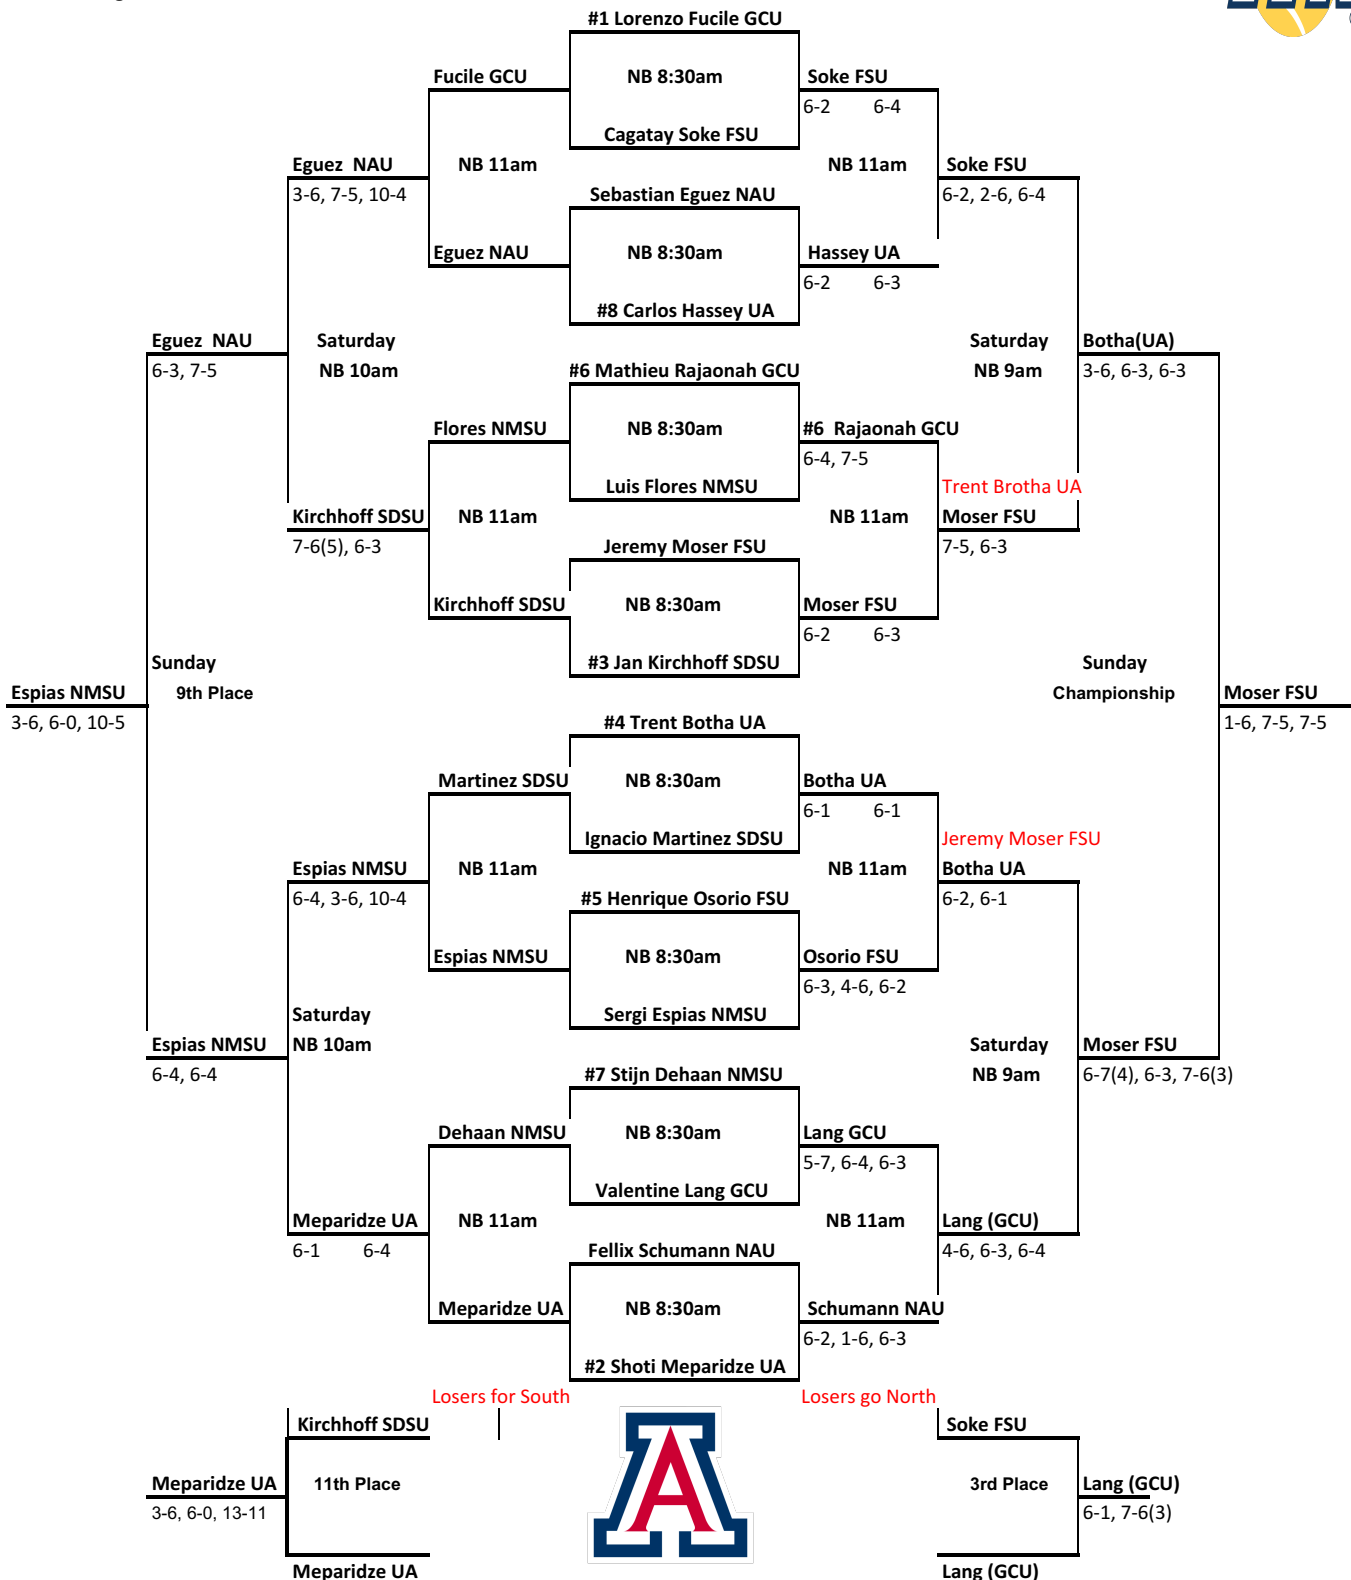 #1 Lorenzo Fucile GCU
Fucile GCU NB 8:30am Soke FSU
6-2 6-4
Cagatay Soke FSU
Eguez NAU NB 11am NB 11am Soke FSU
3-6, 7-5, 10-4 Sebastian Eguez NAU 6-2, 2-6, 6-4
Eguez NAU NB 8:30am Hassey UA
6-2 6-3
#8 Carlos Hassey UA
Eguez NAU Saturday Saturday Botha(UA)
6-3, 7-5 NB 10am #6 Mathieu Rajaonah GCU NB 9am 3-6, 6-3, 6-3
Flores NMSU NB 8:30am #6 Rajaonah GCU
6-4, 7-5
Luis Flores NMSU Trent Brotha UA
Kirchhoff SDSU NB 11am NB 11am Moser FSU
7-6(5), 6-3 Jeremy Moser FSU 7-5, 6-3
Kirchhoff SDSU NB 8:30am Moser FSU
6-2 6-3
Sunday #3 Jan Kirchhoff SDSU Sunday
Espias NMSU 9th Place Championship Moser FSU
3-6, 6-0, 10-5 #4 Trent Botha UA 1-6, 7-5, 7-5
Martinez SDSU NB 8:30am Botha UA
6-1 6-1
Ignacio Martinez SDSU Jeremy Moser FSU
Espias NMSU NB 11am NB 11am Botha UA
6-4, 3-6, 10-4 #5 Henrique Osorio FSU 6-2, 6-1
Espias NMSU NB 8:30am Osorio FSU
6-3, 4-6, 6-2
Saturday Sergi Espias NMSU
Espias NMSU NB 10am Saturday Moser FSU
6-4, 6-4 #7 Stijn Dehaan NMSU NB 9am 6-7(4), 6-3, 7-6(3)
Dehaan NMSU NB 8:30am Lang GCU
5-7, 6-4, 6-3
Valentine Lang GCU
Meparidze UA NB 11am NB 11am Lang (GCU)
6-1 6-4 Fellix Schumann NAU 4-6, 6-3, 6-4
Meparidze UA NB 8:30am Schumann NAU
6-2, 1-6, 6-3
#2 Shoti Meparidze UA
Losers for South Losers go North
Kirchhoff SDSU Soke FSU
Meparidze UA 11th Place 3rd Place Lang (GCU)
3-6, 6-0, 13-11 6-1, 7-6(3)
Meparidze UA Lang (GCU)